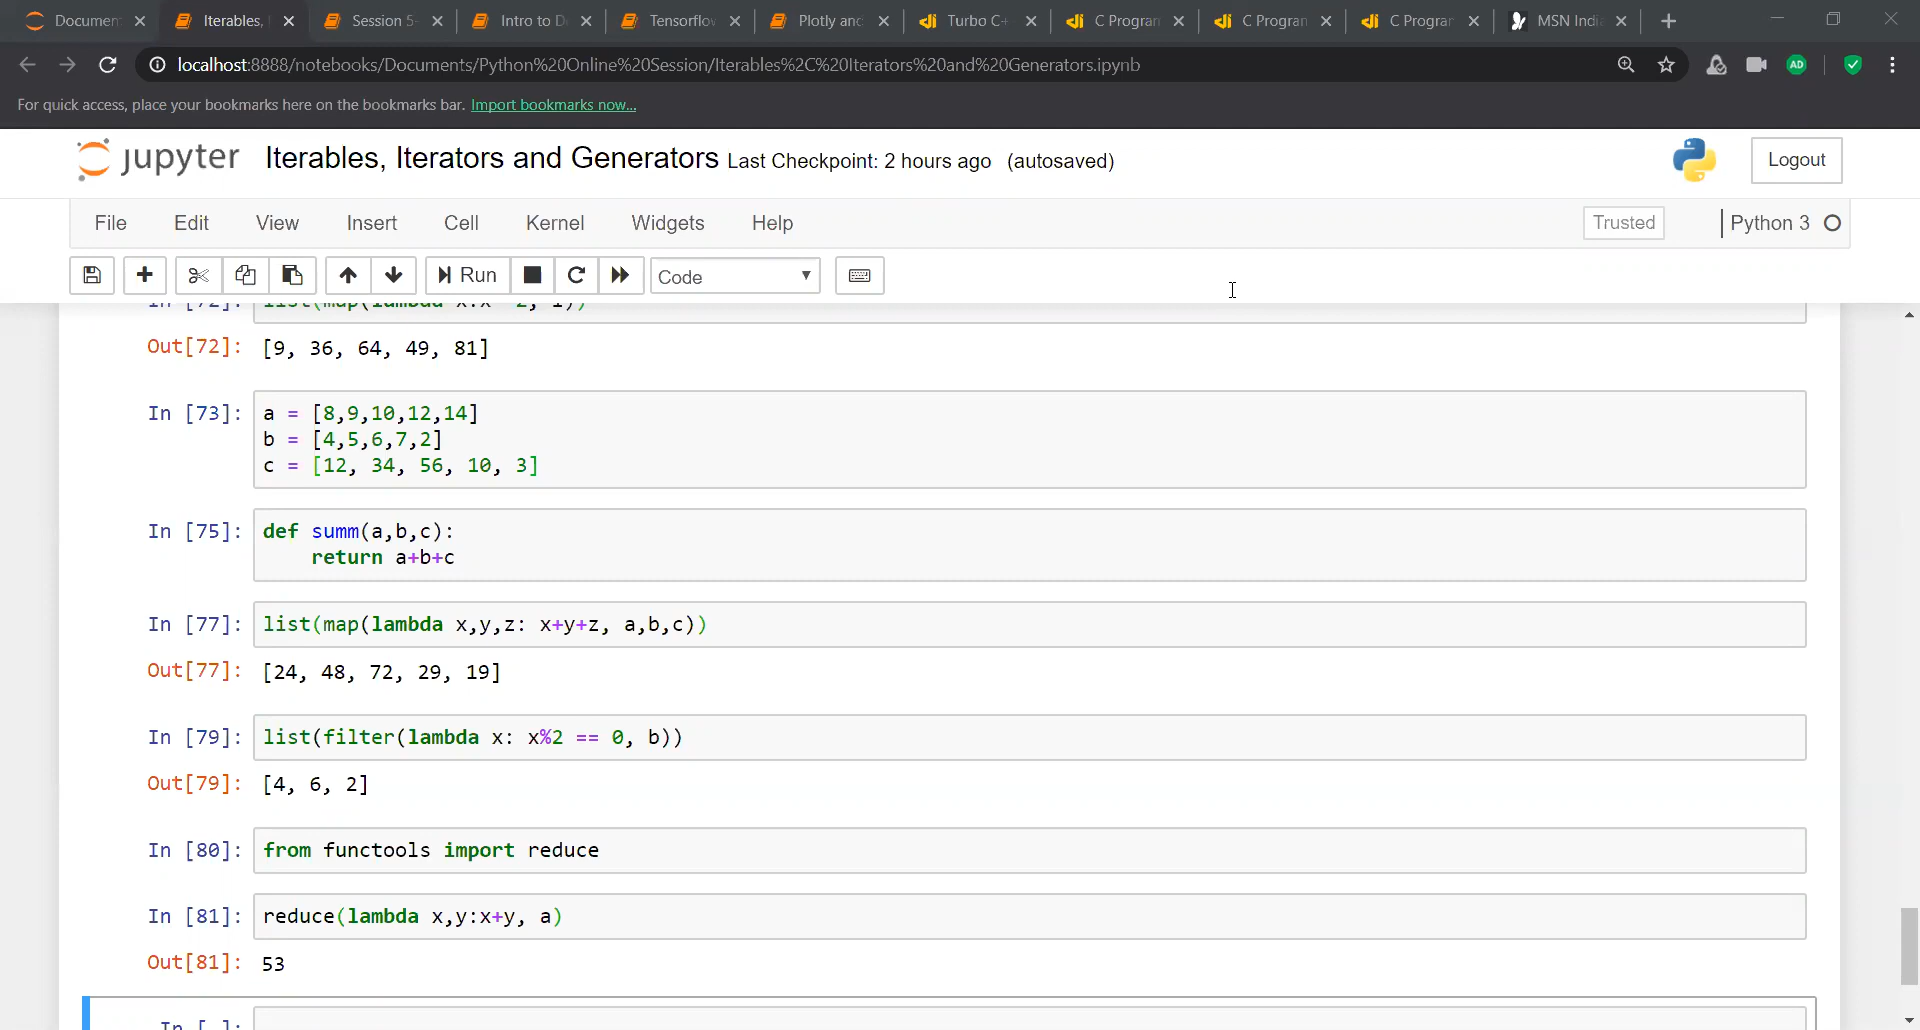 Documen
Iterables,
Session 5-
Intro to D
Tensorflo
Plotly and
Turbo C+
C Program
C Program
C Program
MSN Indi
localhost:8888/notebooks/Documents/Python%20Online%20Session/Iterables%2C%20Iterators%20and%20Generators.ipynb
AD
For quick access, place your bookmarks here on the bookmarks bar. Import bookmarks now...
jupyter Iterables, Iterators and Generators Last Checkpoint: 2 hours ago (autosaved)
Logout
File Edit View Insert Cell Kernel Widgets Help
Trusted
Python 3
Run
Code
Out[72]: [9, 36, 64, 49, 81]
In [73]: a = [8,9,10,12,14]
b = [4,5,6,7,2]
c = [12, 34, 56, 10, 3]
In [75]: def summ(a,b,c):
return a+b+c
In [77]: list(map(lambda x,y,z: x+y+z, a,b,c))
Out[77]: [24, 48, 72, 29, 19]
In [79]: list(filter(lambda x: x%2 == 0, b))
Out[79]: [4, 6, 2]
In [80]: from functools import reduce
In [81]: reduce(lambda x,y:x+y, a)
Out[81]: 53
In [ ]: